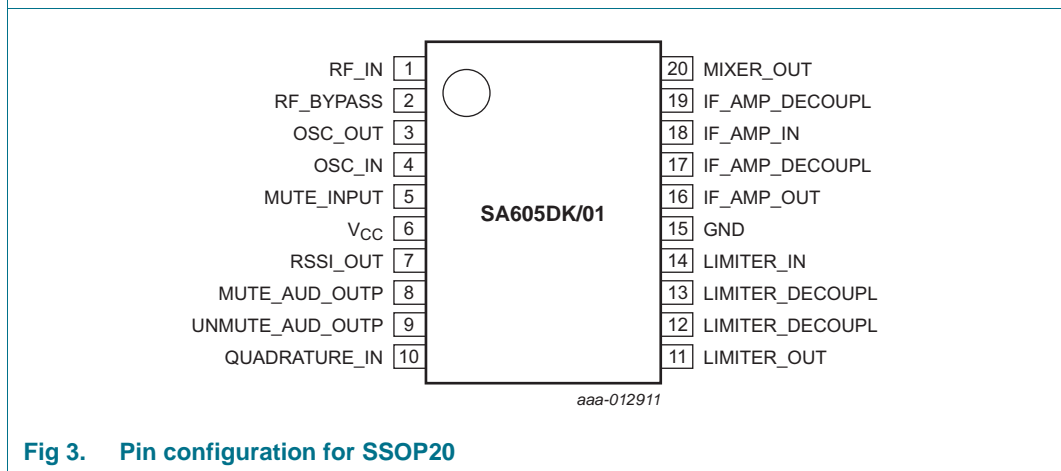 RF_IN 1
RF_BYPASS 2
OSC_OUT 3
OSC_IN 4
MUTE_INPUT 5
VCC 6
RSSI_OUT 7
MUTE_AUD_OUTP 8
UNMUTE_AUD_OUTP 9
QUADRATURE_IN 10
SA605DK/01
20 MIXER_OUT
19 IF_AMP_DECOUPL
18 IF_AMP_IN
17 IF_AMP_DECOUPL
16 IF_AMP_OUT
15 GND
14 LIMITER_IN
13 LIMITER_DECOUPL
12 LIMITER_DECOUPL
11 LIMITER_OUT
aaa-012911
Fig 3. Pin configuration for SSOP20